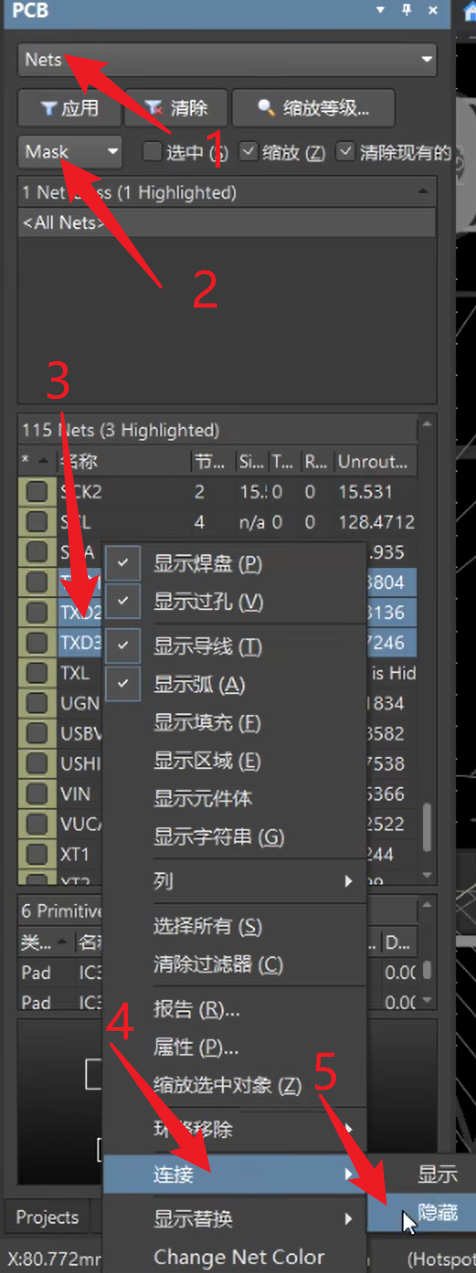 PCB
Nets
应用 清除 缩放等级...
Mask 选中 缩放 (Z) 清除现有的
1
1 Net (1 Highlighted)
<All Nets>
2
3
115 Nets (3 Highlighted)
* 名称 节... Si... T... R... Unrout...
SCK2 2 15.! 0 0 15.531
4 n/a 0 0 128.4712
.935
显示焊盘 (P)
3804
显示过孔 (V)
TXD2 3136
TXD3 显示导线 (T) 7246
TXL 显示弧 (A) is Hid
UGN 1834
显示填充 (F)
USBV 8582
显示区域 (E)
USHI 7538
VIN 显示元件体 5366
VUCA 显示字符串 (G) 2522
XT1 244
XT2 列
6 Primitive 选择所有 (S)
类... 名称 D...
清除过滤器 (C)
Pad IC3 0.00
Pad IC3 报告 (R)... 0.00
4
属性 (P)...
缩放选中对象 (Z)
5
移除
连接 显示
Projects 显示替换 隐藏
X:80.772mm Change Net Color (Hotspot